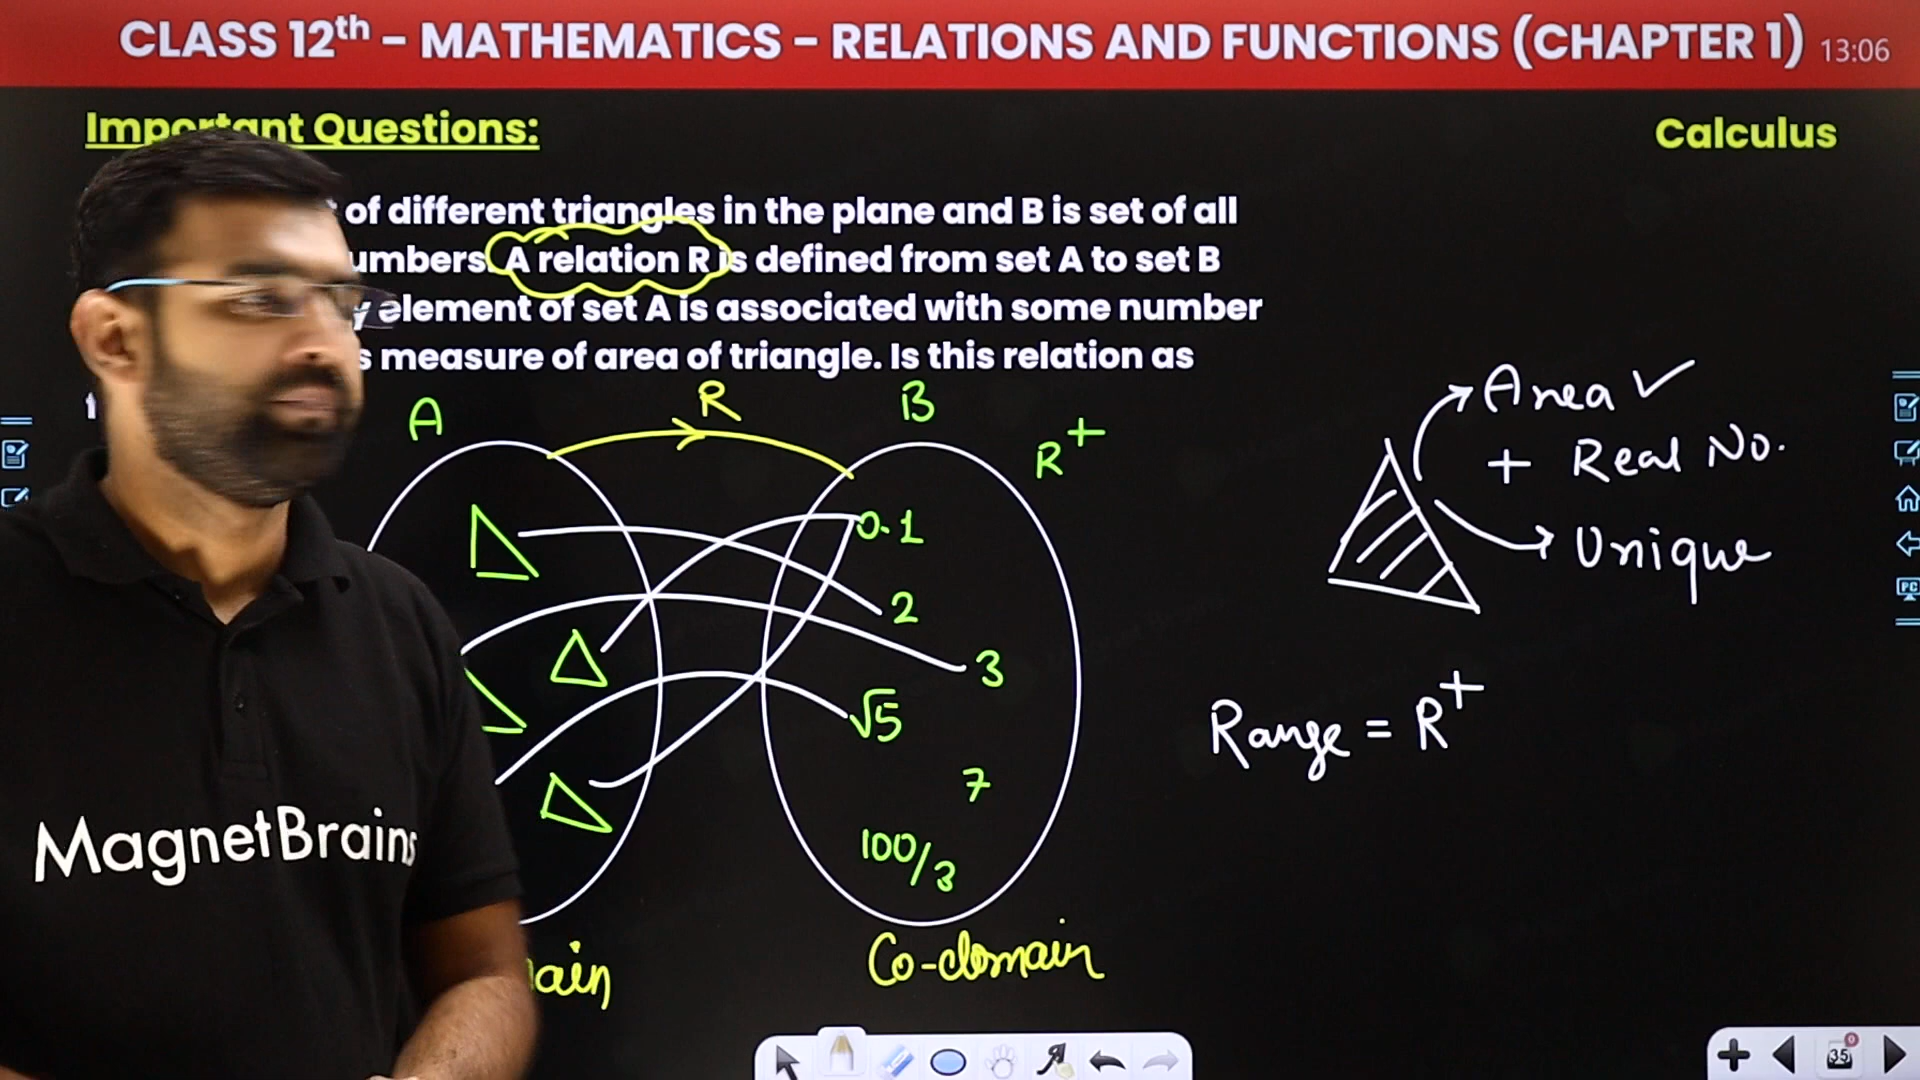 CLASS 12th - MATHEMATICS - RELATIONS AND FUNCTIONS (CHAPTER 1) 13:06
Important Questions:
Calculus
of different triangles in the plane and B is set of all
umbers. A relation R is defined from set A to set B
y element of set A is associated with some number
s measure of area of triangle. Is this relation as
A
R
B
R+
Area ✓
+ Real No.
Unique
0.1
2
3
√5
7
100/3
Range = R+
MagnetBrains
ain
Co-domain
35